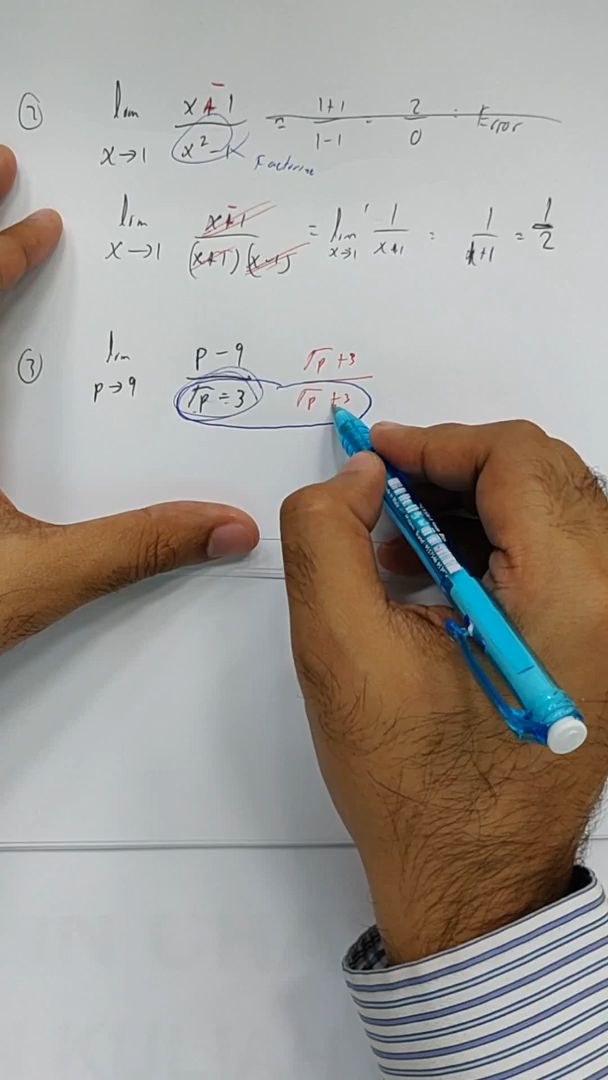 ② lim x→1 x-1 / x² - 1 = 1+1 / 1-1 = 2 / 0 = Error
Factorise
lim x→1 x-1 / (x+1)(x-1) = lim x→1 1 / x+1 = 1 / 1+1 = 1 / 2
③ lim p→9 p-9 / √p - 3 √p +3 / √p +3